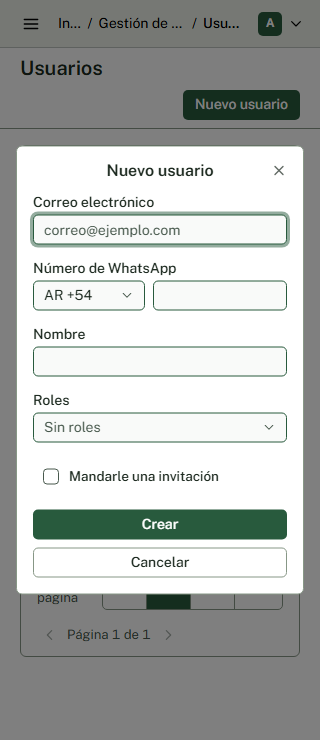 In... / Gestión de ... / Usu... A
Usuarios
Nuevo usuario
Nuevo usuario
Correo electrónico
correo@ejemplo.com
Número de WhatsApp
AR +54
Nombre
Roles
Sin roles
Mandarle una invitación
Crear
Cancelar
página
Página 1 de 1